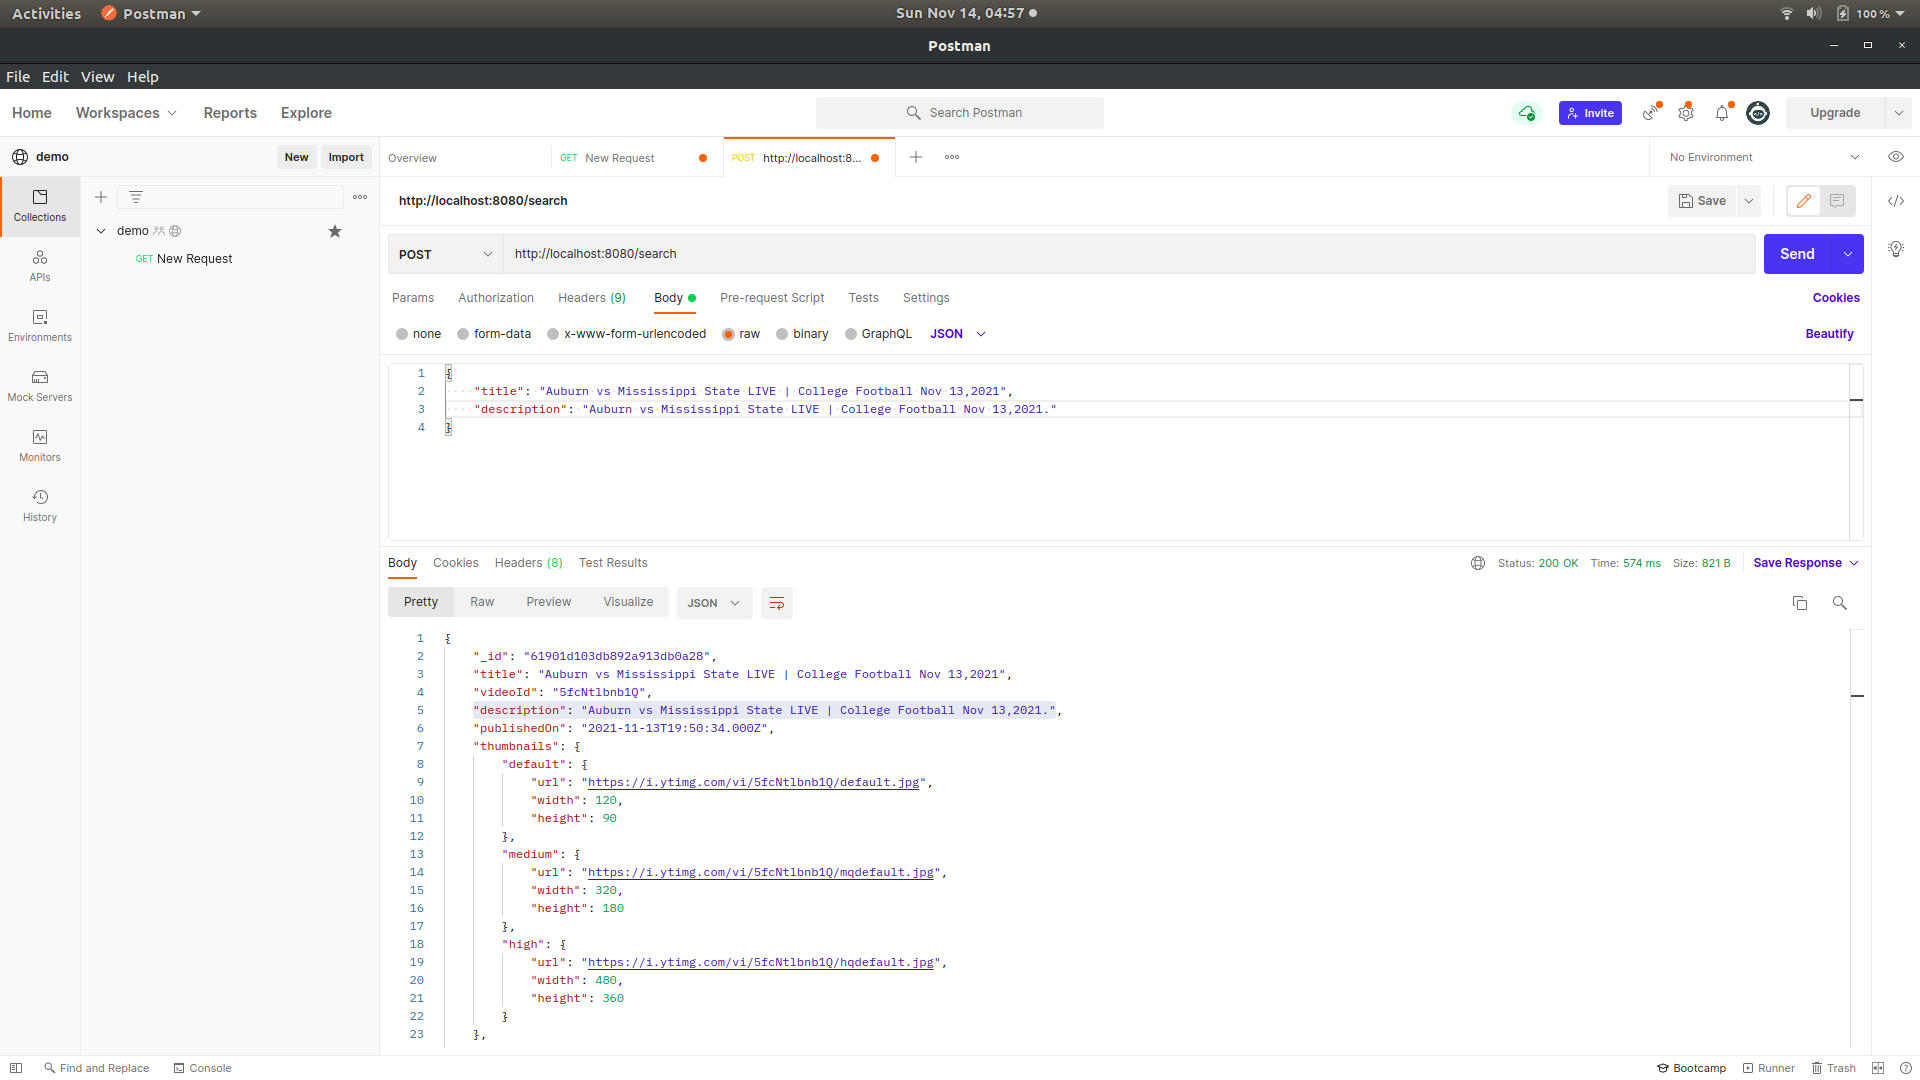 Activities Postman Sun Nov 14, 04:57 100 %
Postman
File Edit View Help
Home Workspaces Reports Explore Search Postman Invite Upgrade
demo New Import Overview GET New Request POST http://localhost:8... No Environment
Collections
APIs
Environments
Mock Servers
Monitors
History
demo
GET New Request
http://localhost:8080/search Save
POST http://localhost:8080/search Send
Params Authorization Headers (9) Body Pre-request Script Tests Settings Cookies
none form-data x-www-form-urlencoded raw binary GraphQL JSON Beautify
1 {
2 "title": "Auburn vs Mississippi State LIVE | College Football Nov 13,2021",
3 "description": "Auburn vs Mississippi State LIVE | College Football Nov 13,2021."
4 }
Body Cookies Headers (8) Test Results Status: 200 OK Time: 574 ms Size: 821 B Save Response
Pretty Raw Preview Visualize JSON
1 {
2 "_id": "61901d103db892a913db0a28",
3 "title": "Auburn vs Mississippi State LIVE | College Football Nov 13,2021",
4 "videoId": "5fcNtlbnb1Q",
5 "description": "Auburn vs Mississippi State LIVE | College Football Nov 13,2021.",
6 "publishedOn": "2021-11-13T19:50:34.000Z",
7 "thumbnails": {
8 "default": {
9 "url": "https://i.ytimg.com/vi/5fcNtlbnb1Q/default.jpg",
10 "width": 120,
11 "height": 90
12 },
13 "medium": {
14 "url": "https://i.ytimg.com/vi/5fcNtlbnb1Q/mqdefault.jpg",
15 "width": 320,
16 "height": 180
17 },
18 "high": {
19 "url": "https://i.ytimg.com/vi/5fcNtlbnb1Q/hqdefault.jpg",
20 "width": 480,
21 "height": 360
22 }
23 },
Find and Replace Console Bootcamp Runner Trash